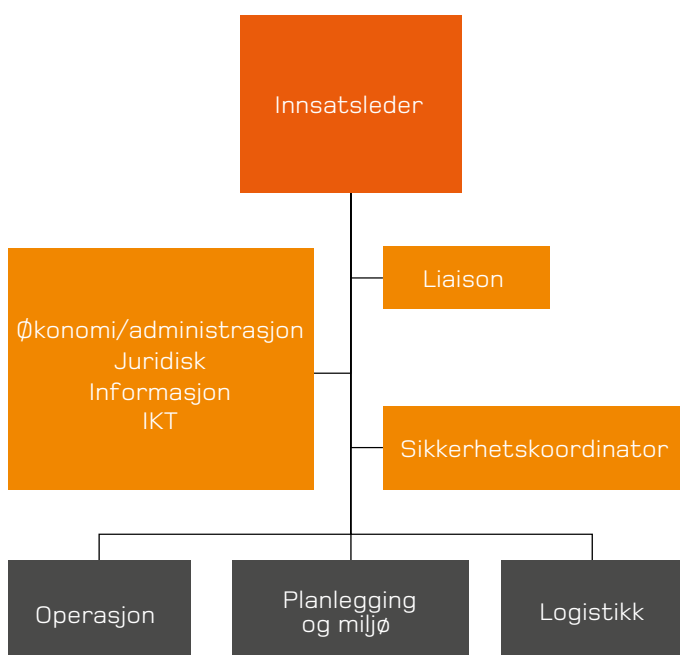 Innsatsleder
Liaison
Økonomi/administrasjon
Juridisk
Informasjon
IKT
Sikkerhetskoordinator
Operasjon
Planlegging
og miljø
Logistikk